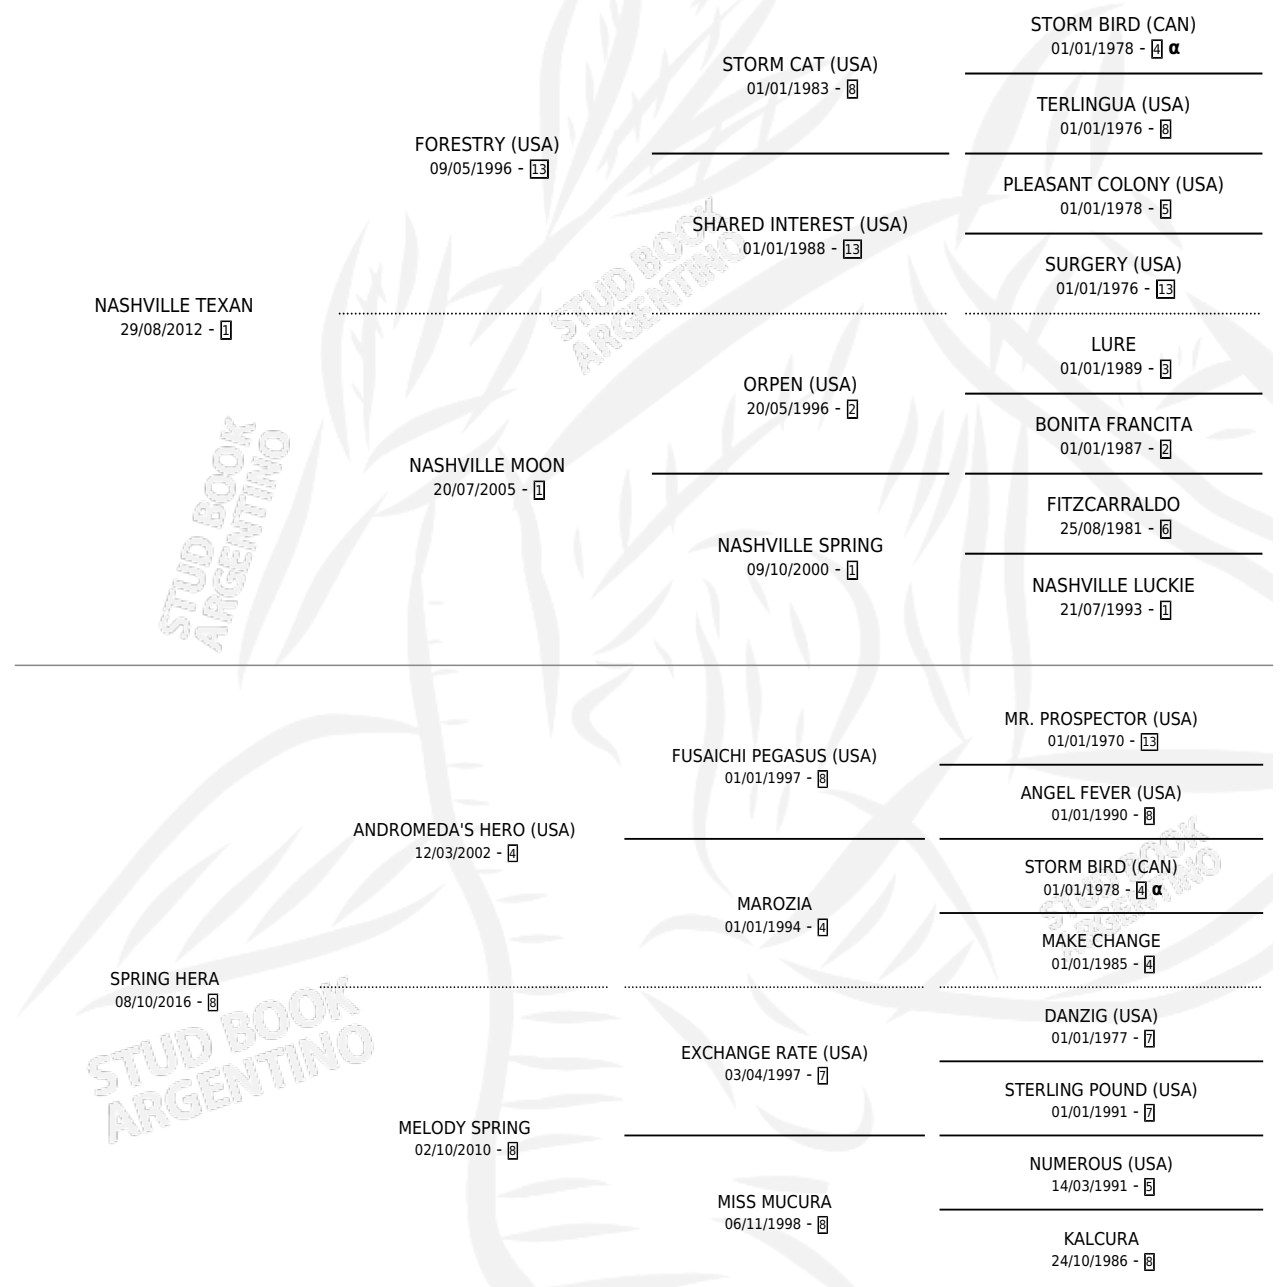 STORM BIRD (CAN)
01/01/1978 - 4 α
STORM CAT (USA)
01/01/1983 - 8
TERLINGUA (USA)
01/01/1976 - 8
FORESTRY (USA)
09/05/1996 - 13
PLEASANT COLONY (USA)
01/01/1978 - 5
SHARED INTEREST (USA)
01/01/1988 - 13
SURGERY (USA)
01/01/1976 - 13
NASHVILLE TEXAN
29/08/2012 - 1
LURE
01/01/1989 - 3
ORPEN (USA)
20/05/1996 - 2
BONITA FRANCITA
01/01/1987 - 2
NASHVILLE MOON
20/07/2005 - 1
FITZCARRALDO
25/08/1981 - 6
NASHVILLE SPRING
09/10/2000 - 1
NASHVILLE LUCKIE
21/07/1993 - 1
MR. PROSPECTOR (USA)
01/01/1970 - 13
FUSAICHI PEGASUS (USA)
01/01/1997 - 8
ANGEL FEVER (USA)
01/01/1990 - 8
ANDROMEDA'S HERO (USA)
12/03/2002 - 4
STORM BIRD (CAN)
01/01/1978 - 4 α
MAROZIA
01/01/1994 - 4
MAKE CHANGE
01/01/1985 - 4
SPRING HERA
08/10/2016 - 8
DANZIG (USA)
01/01/1977 - 7
EXCHANGE RATE (USA)
03/04/1997 - 7
STERLING POUND (USA)
01/01/1991 - 7
MELODY SPRING
02/10/2010 - 8
NUMEROUS (USA)
14/03/1991 - 5
MISS MUCURA
06/11/1998 - 8
KALCURA
24/10/1986 - 8
STUD BOOK
ARGENTINO
STUD BOOK
ARGENTINO
STUD BOOK
ARGENTINO
STUD BOOK
ARGENTINO